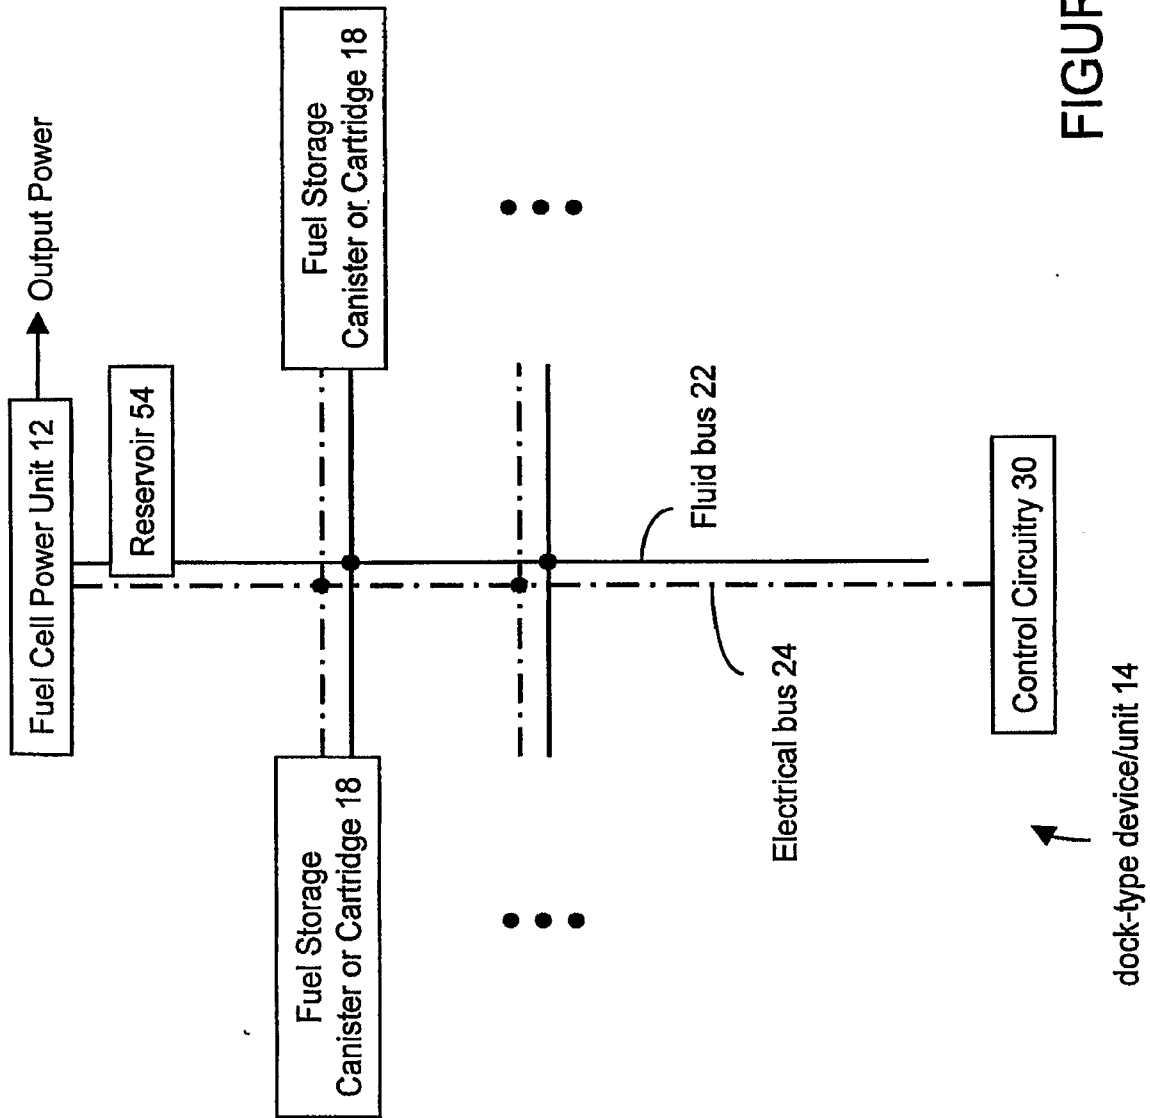 Fuel Cell Power Unit 12
Output Power
Reservoir 54
Fuel Storage
Canister or Cartridge 18
Fuel Storage
Canister or Cartridge 18
Fluid bus 22
Electrical bus 24
Control Circuitry 30
dock-type device/unit 14
FIGUR